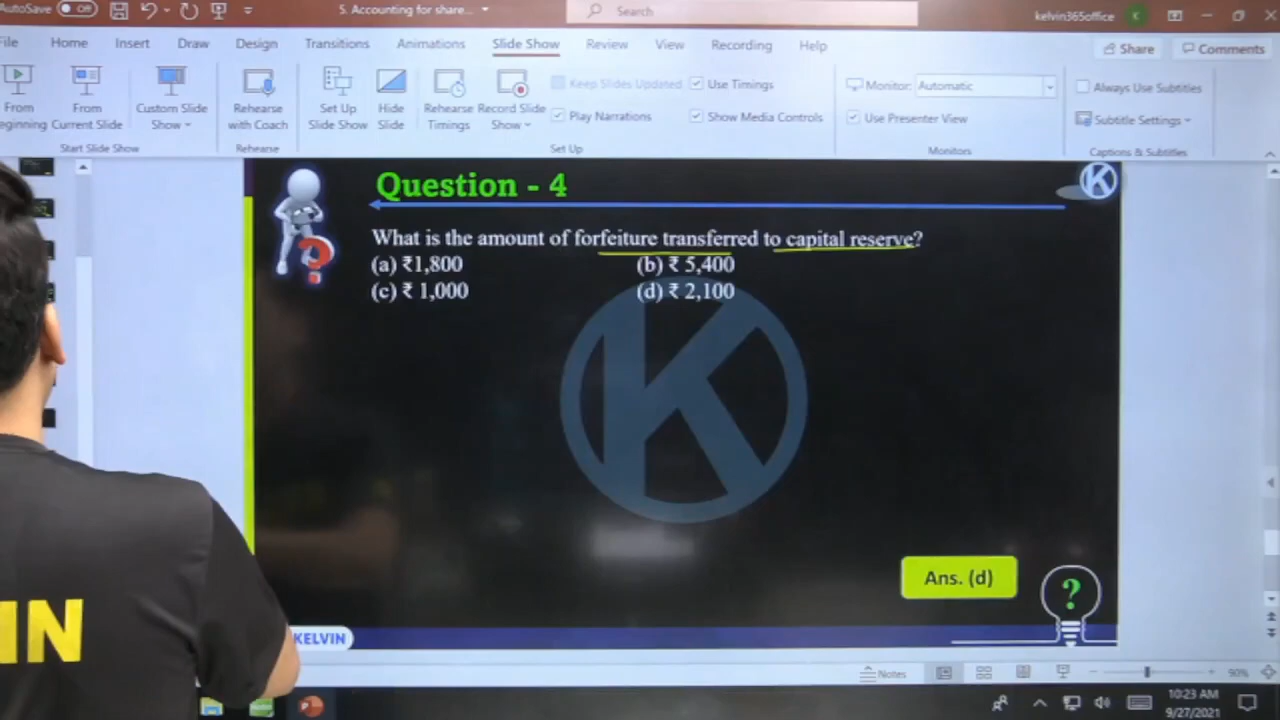 AutoSave Off
5. Accounting for share...
Search
kelvin365office
K
File Home Insert Draw Design Transitions Animations Slide Show Review View Recording Help
Share Comments
From
Beginning
From
Current Slide
Custom Slide
Show
Rehearse
with Coach
Set Up
Slide Show
Hide
Slide
Rehearse
Timings
Record Slide
Show
Keep Slides Updated
Use Timings
Play Narrations
Show Media Controls
Monitor: Automatic
Use Presenter View
Always Use Subtitles
Subtitle Settings
Start Slide Show
Rehearse
Set Up
Monitors
Captions & Subtitles
Question - 4
K
What is the amount of forfeiture transferred to capital reserve?
(a) ₹1,800 (b) ₹ 5,400
(c) ₹ 1,000 (d) ₹ 2,100
K
Ans. (d)
?
IN
KELVIN
Notes
90%
10:23 AM
9/27/2021